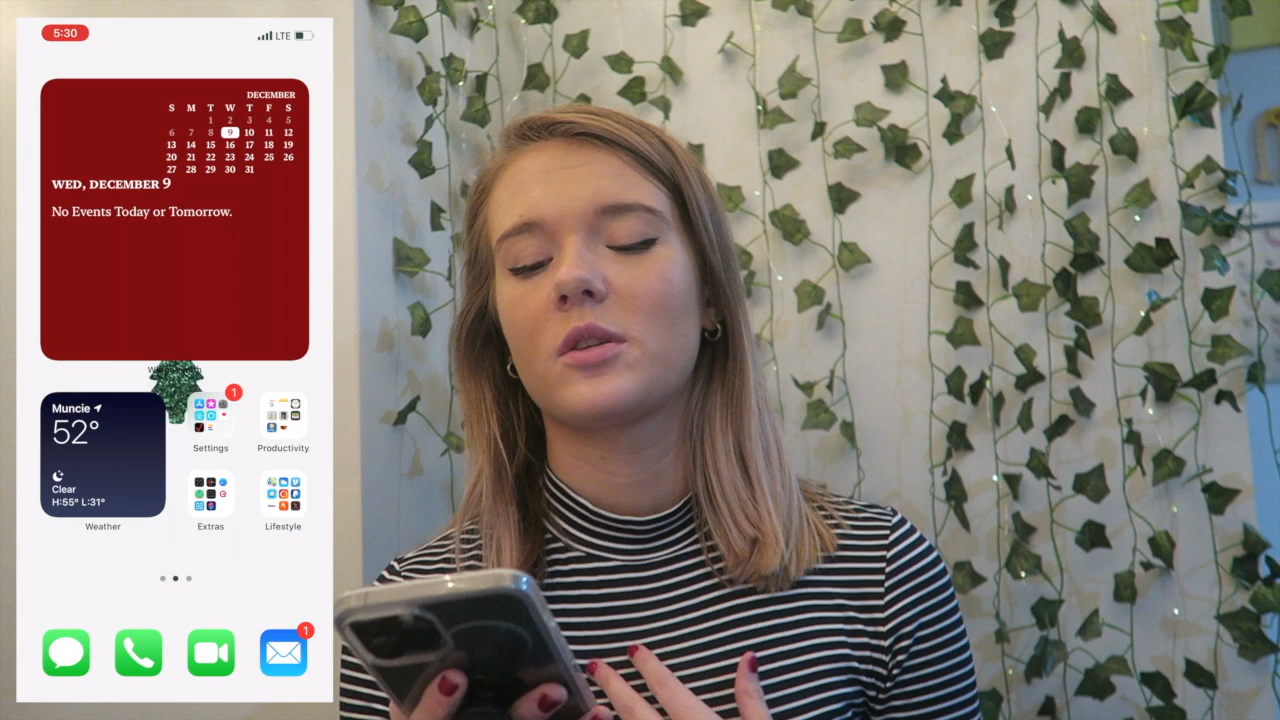 5:30
LTE
DECEMBER
S M T W T F S
1 2 3 4 5
6 7 8 9 10 11 12
13 14 15 16 17 18 19
20 21 22 23 24 25 26
27 28 29 30 31
WED, DECEMBER 9
No Events Today or Tomorrow.
Muncie
52°
Clear
H:55° L:31°
Weather
1
Settings
Productivity
Extras
Lifestyle
1